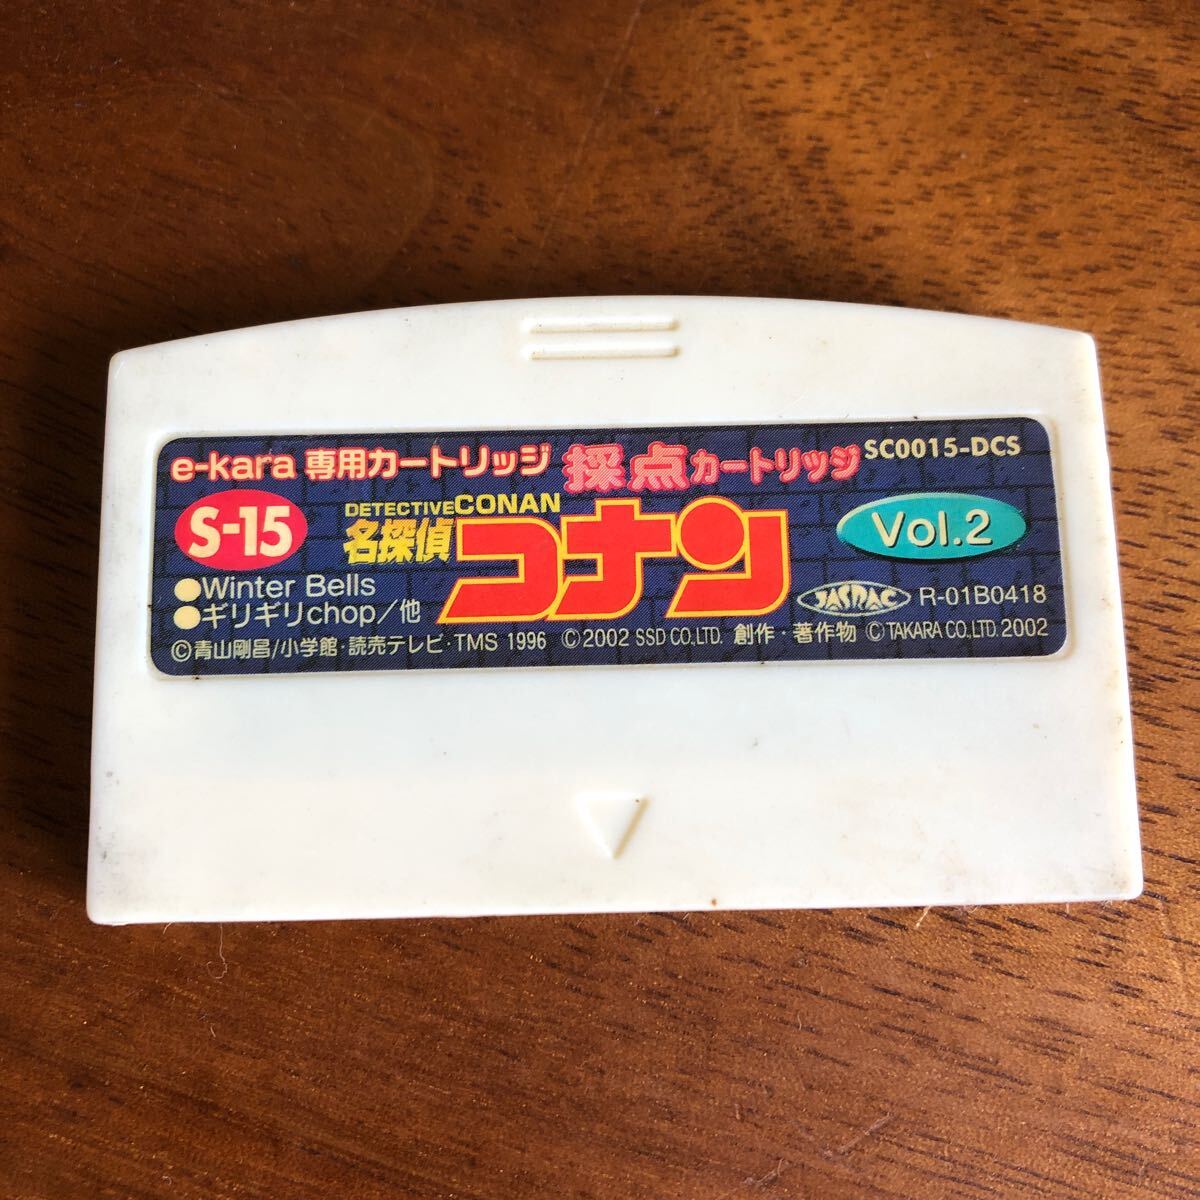 e-kara 専用カートリッジ 採点カートリッジ SC0015-DCS
S-15
DETECTIVE CONAN
名探偵コナン
Vol.2
●Winter Bells
●ギリギリchop/他
JASRAC R-01B0418
©青山剛昌/小学館・読売テレビ・TMS 1996 ©2002 SSD CO.,LTD. 創作・著作物 ©TAKARA CO.,LTD. 2002